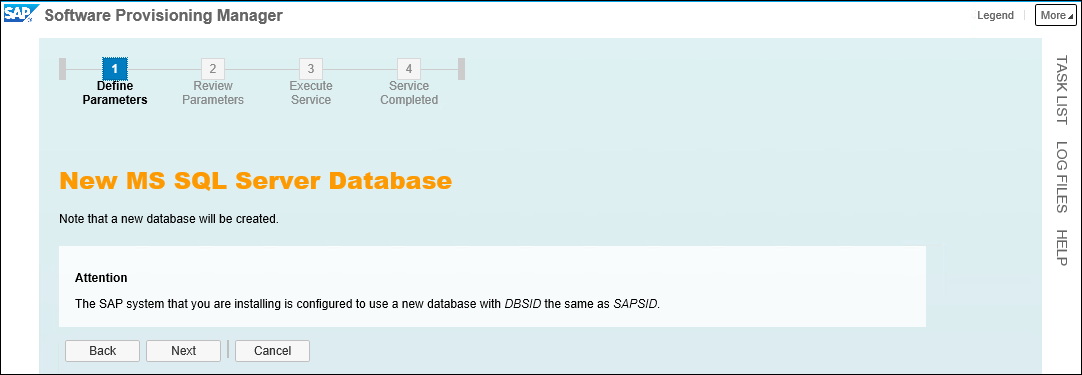 SAP Software Provisioning Manager
Legend
More
1
2
3
4
Define
Parameters
Review
Parameters
Execute
Service
Service
Completed
TASK LIST
LOG FILES
HELP
New MS SQL Server Database
Note that a new database will be created.
Attention
The SAP system that you are installing is configured to use a new database with DBSID the same as SAPSID.
Back
Next
Cancel